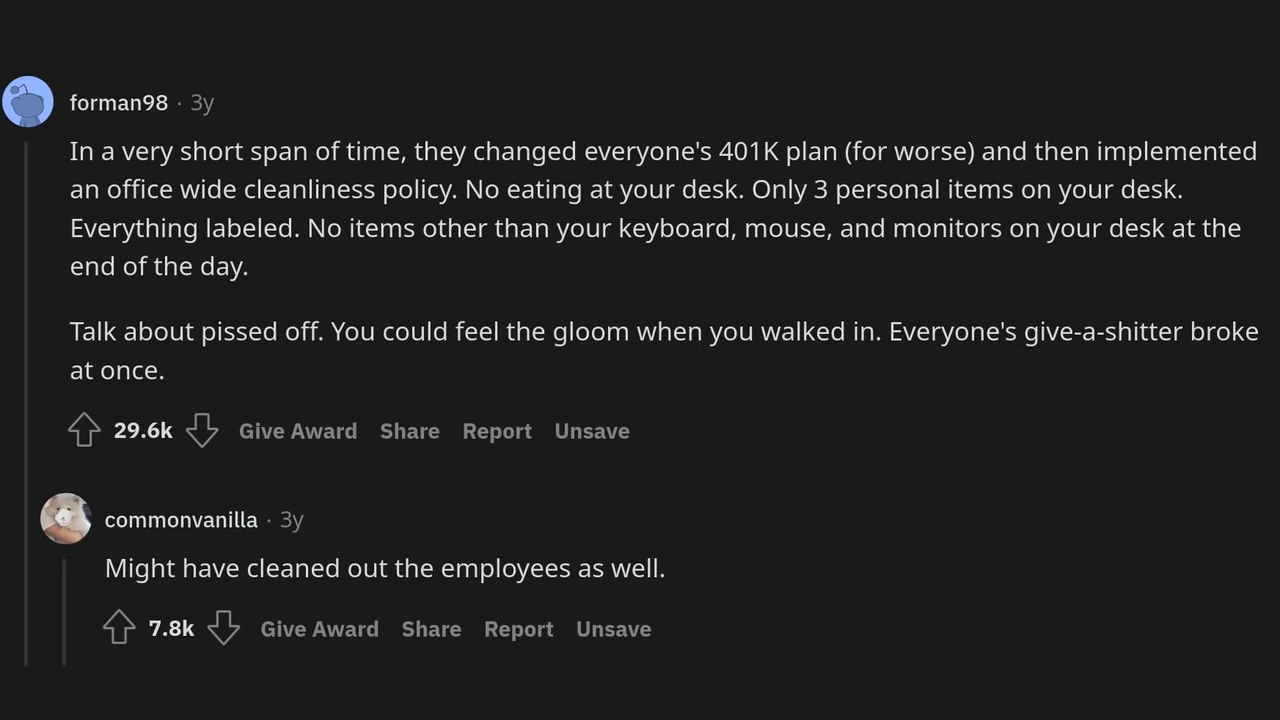 forman98 · 3y
In a very short span of time, they changed everyone's 401K plan (for worse) and then implemented
an office wide cleanliness policy. No eating at your desk. Only 3 personal items on your desk.
Everything labeled. No items other than your keyboard, mouse, and monitors on your desk at the
end of the day.
Talk about pissed off. You could feel the gloom when you walked in. Everyone's give-a-shitter broke
at once.
29.6k Give Award Share Report Unsave
commonvanilla · 3y
Might have cleaned out the employees as well.
7.8k Give Award Share Report Unsave